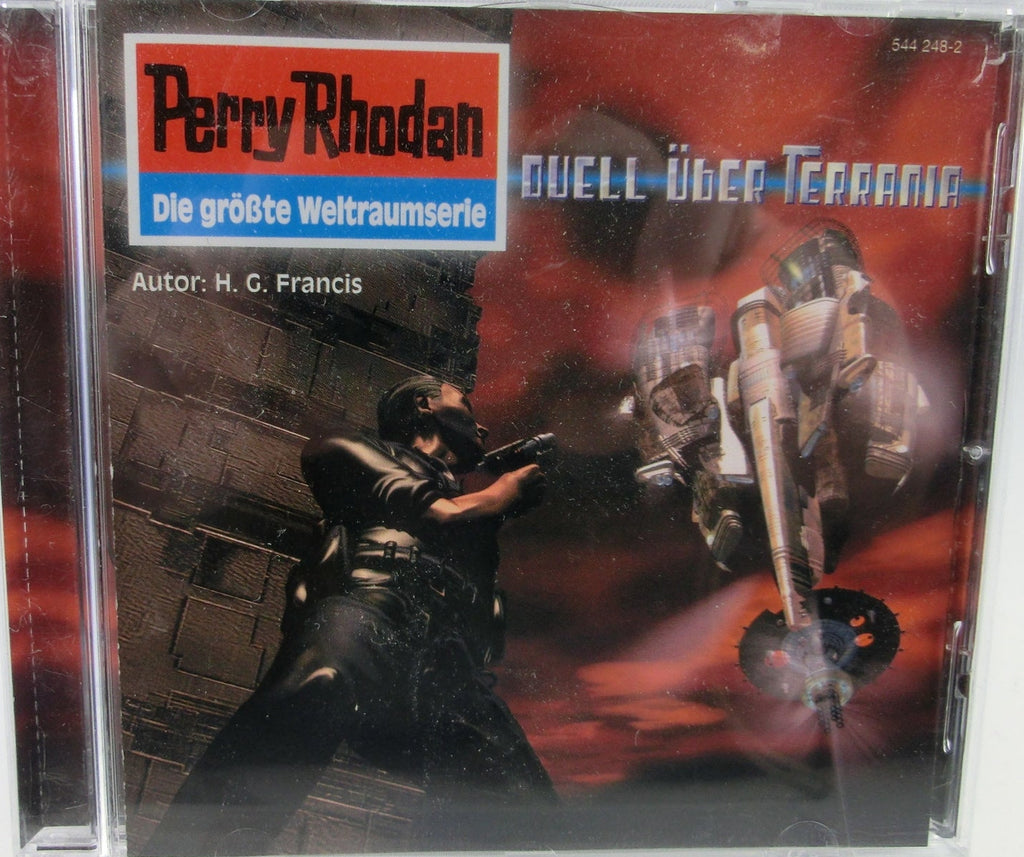 544 248-2
Perry Rhodan
Die größte Weltraumserie
DUELL ÜBER TERRANIA
Autor: H. G. Francis